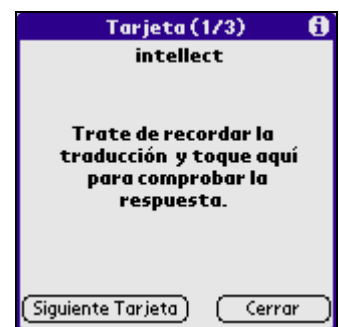 Tarjeta (1/3)
intellect
Trate de recordar la
traducción y toque aquí
para comprobar la
respuesta.
Siguiente Tarjeta Cerrar